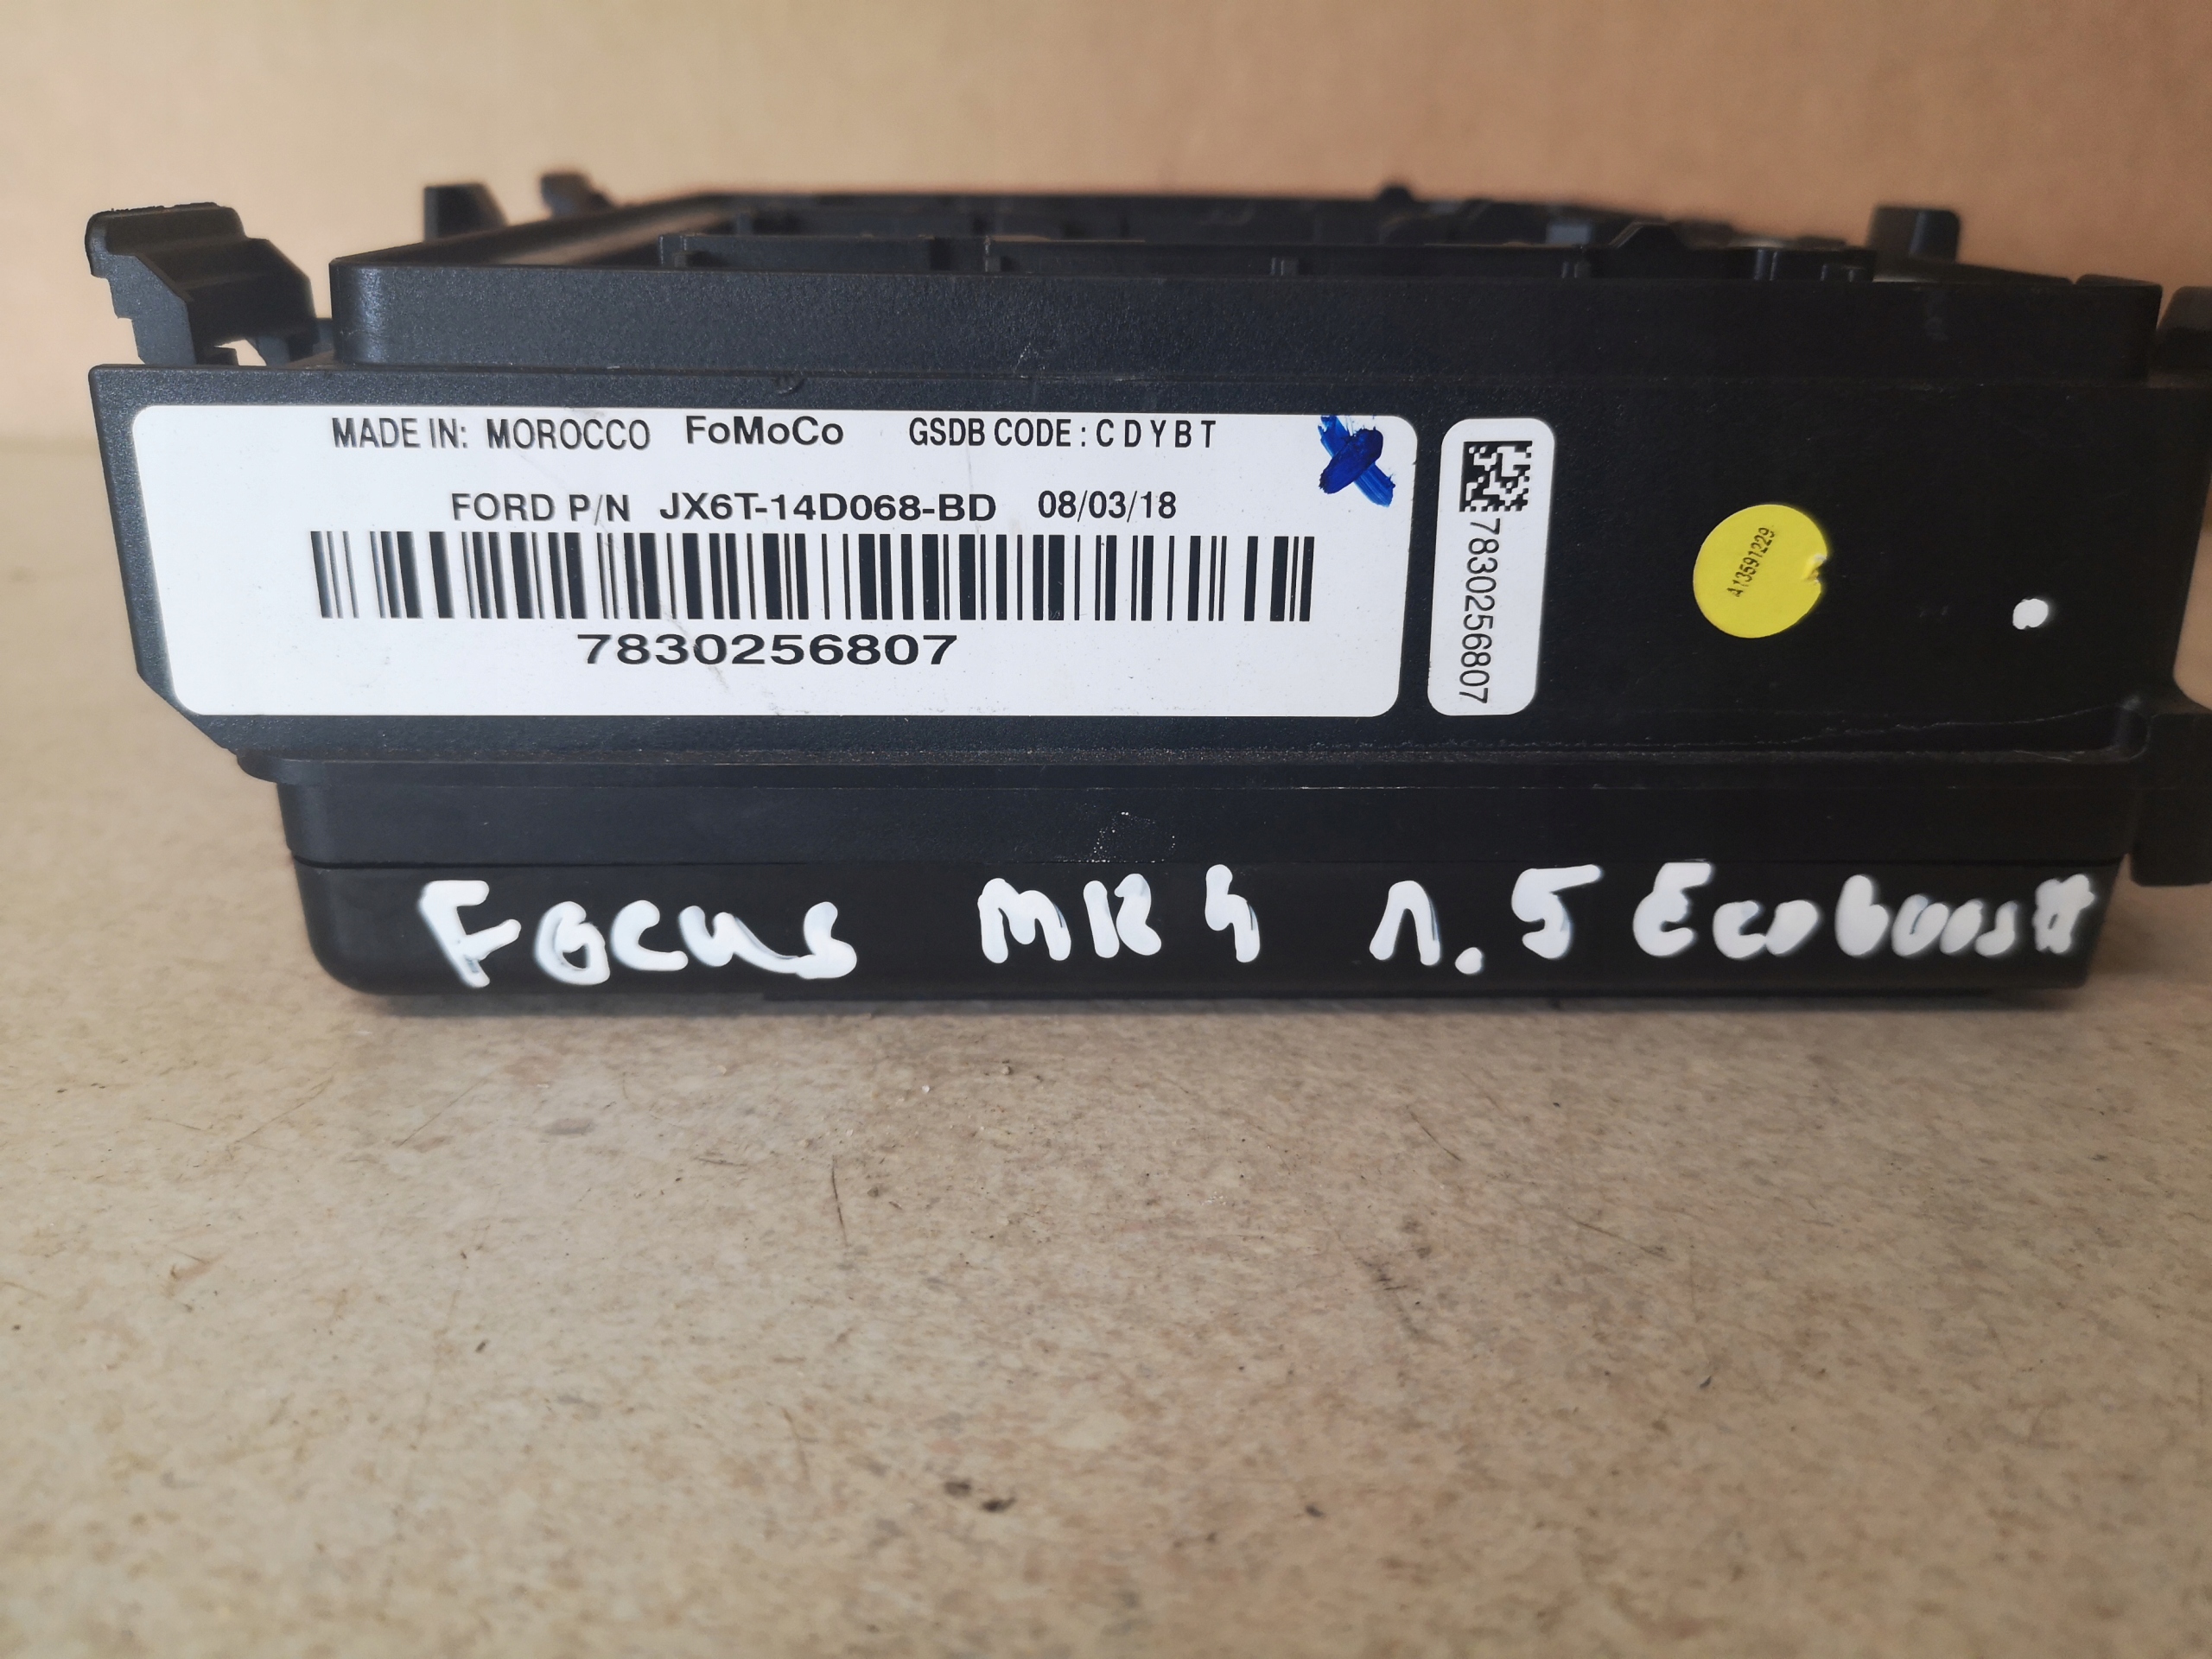 MADE IN: MOROCCO FoMoCo GSDB CODE : C D Y B T
FORD P/N JX6T-14D068-BD 08/03/18
7830256807
7830256807
A13591229
Focus MK4 1.5 Ecoboost